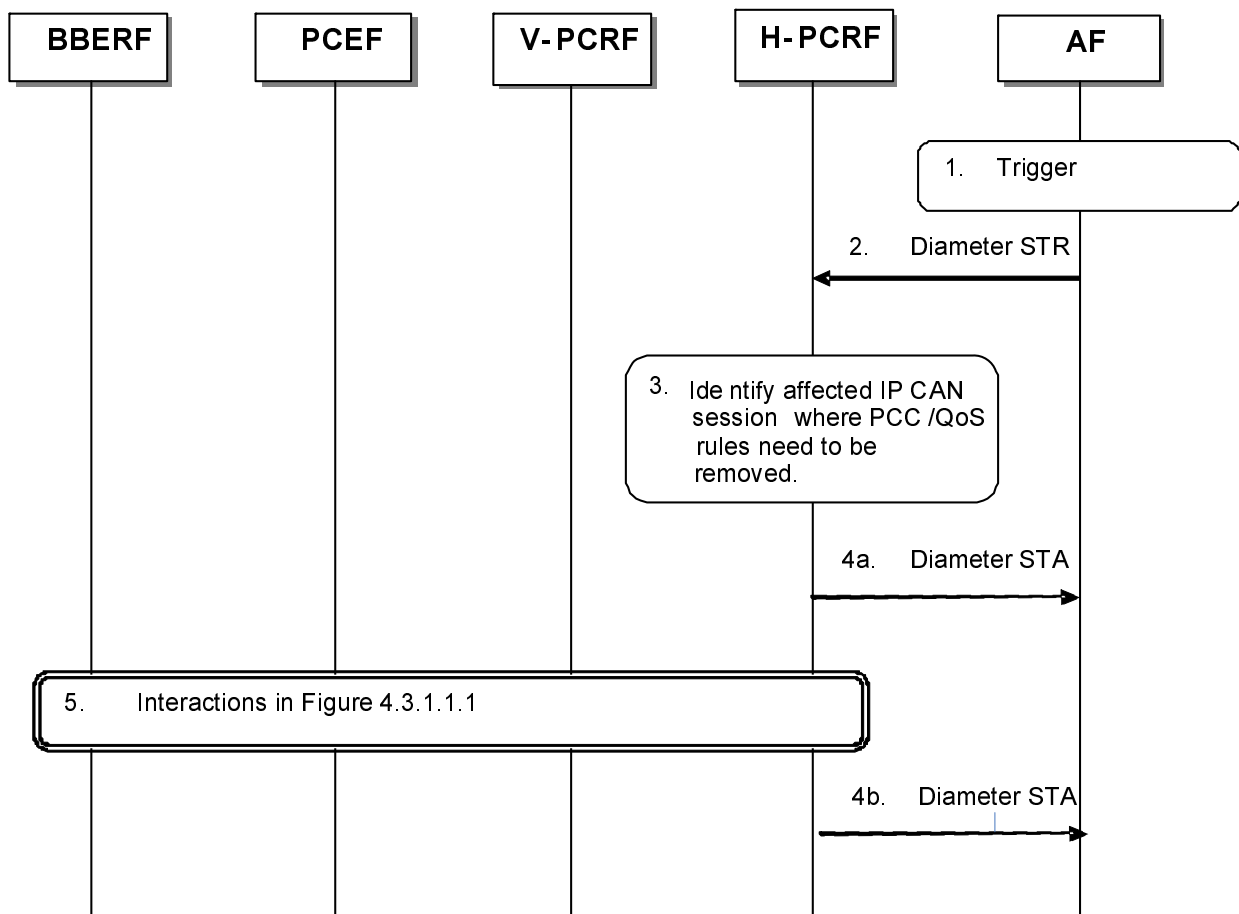 BBERF
PCEF
V-PCRF
H-PCRF
AF
1. Trigger
2. Diameter STR
3. Ide ntify affected IP CAN
session where PCC /QoS
rules need to be
removed.
4a. Diameter STA
5. Interactions in Figure 4.3.1.1.1
4b. Diameter STA